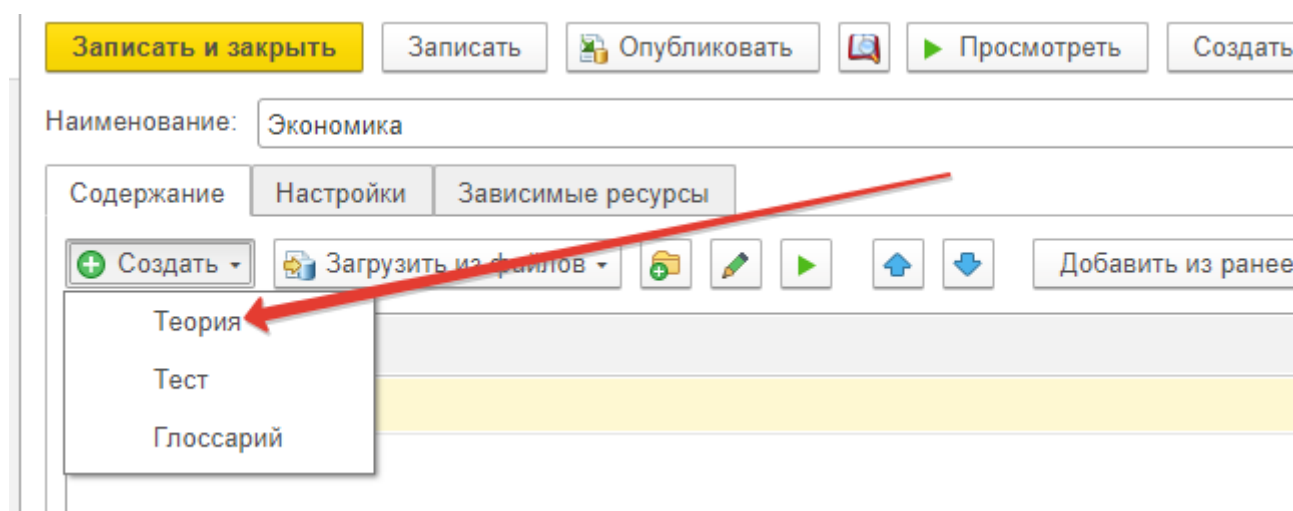 Записать и закрыть Записать Опубликовать Просмотреть Создать
Наименование: Экономика
Содержание Настройки Зависимые ресурсы
Создать Загрузить из файлов Добавить из ранее
Теория
Тест
Глоссарий